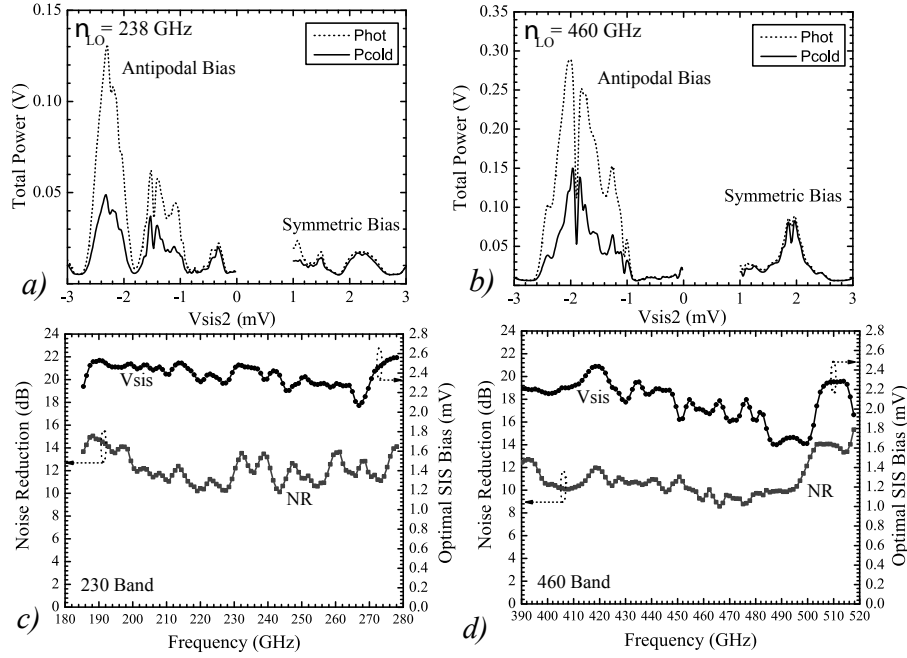 n_LO = 238 GHz
Phot
Pcold
Antipodal Bias
Symmetric Bias
Total Power (V)
0.15
0.10
0.05
-3 -2 -1 0 1 2 3
Vsis2 (mV)
a)
n_LO = 460 GHz
Phot
Pcold
Antipodal Bias
Symmetric Bias
Total Power (V)
0.35
0.30
0.25
0.20
0.15
0.10
0.05
0.00
-3 -2 -1 0 1 2 3
Vsis2 (mV)
b)
Noise Reduction (dB)
24
22
20
18
16
14
12
10
8
6
4
2
0
Vsis
NR
230 Band
2.8
2.6
2.4
2.2
2.0
1.8
1.6
1.4
1.2
1.0
0.8
0.6
0.4
0.2
0.0
Optimal SIS Bias (mV)
180 190 200 210 220 230 240 250 260 270 280
Frequency (GHz)
c)
Noise Reduction (dB)
24
22
20
18
16
14
12
10
8
6
4
2
0
Vsis
NR
460 Band
2.8
2.6
2.4
2.2
2.0
1.8
1.6
1.4
1.2
1.0
0.8
0.6
0.4
0.2
0.0
Optimal SIS Bias (mV)
390 400 410 420 430 440 450 460 470 480 490 500 510 520
Frequency (GHz)
d)